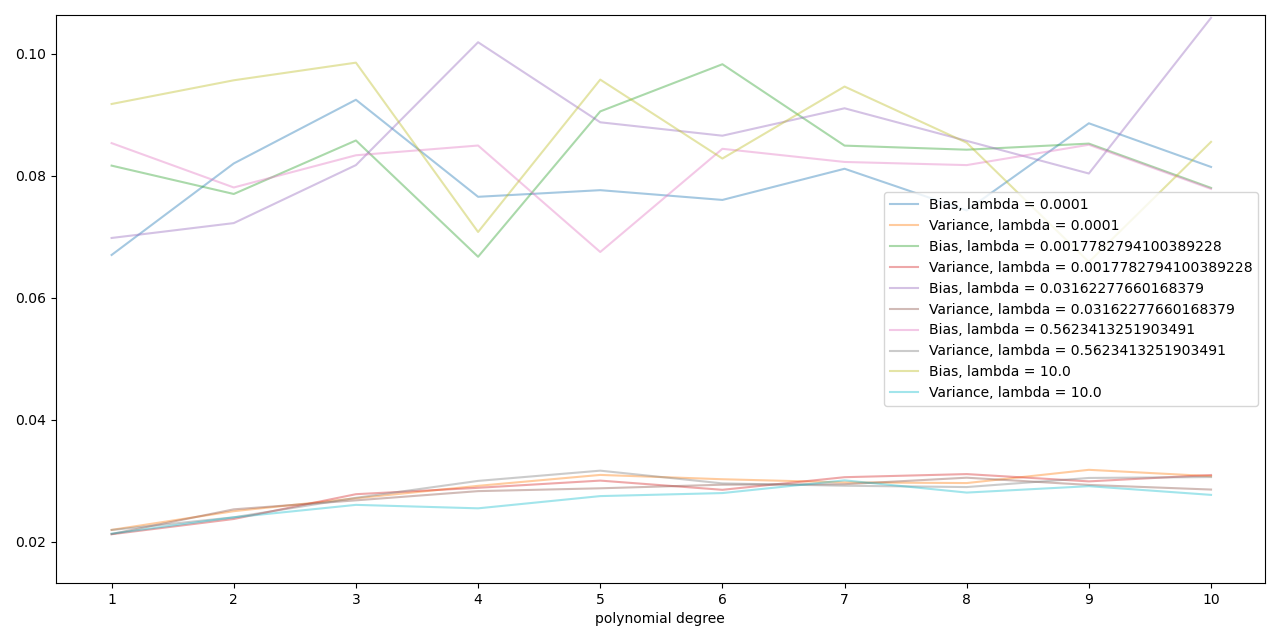 0.10
0.08
0.06
0.04
0.02
Bias, lambda = 0.0001
Variance, lambda = 0.0001
Bias, lambda = 0.0017782794100389228
Variance, lambda = 0.0017782794100389228
Bias, lambda = 0.03162277660168379
Variance, lambda = 0.03162277660168379
Bias, lambda = 0.5623413251903491
Variance, lambda = 0.5623413251903491
Bias, lambda = 10.0
Variance, lambda = 10.0
1 2 3 4 5 6 7 8 9 10
polynomial degree